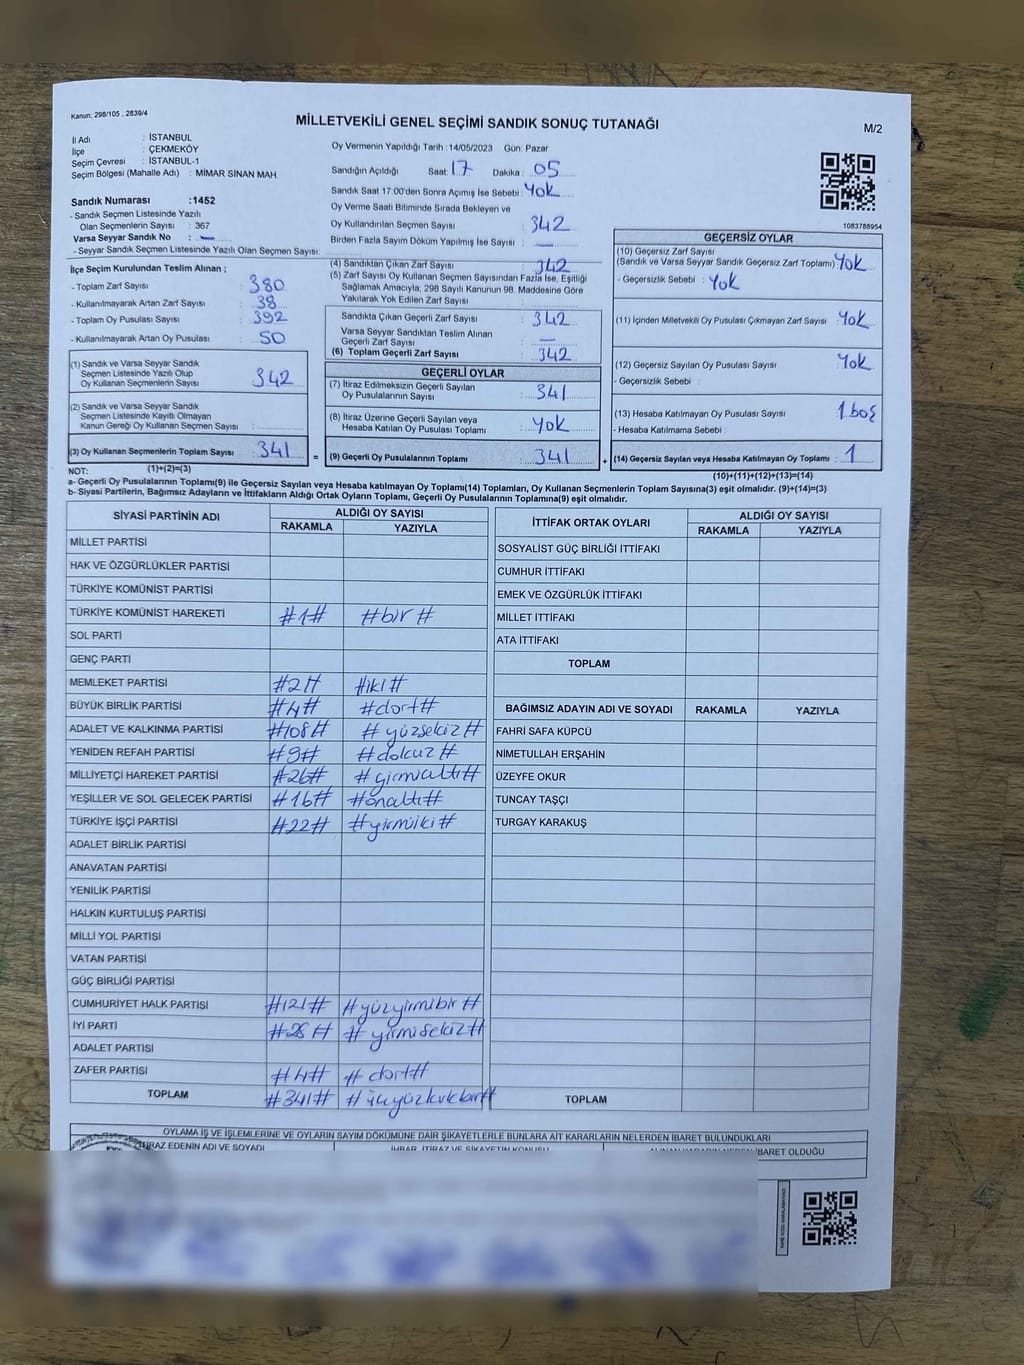 Kanun. 298/105 , 2839/4
MİLLETVEKİLİ GENEL SEÇİMİ SANDIK SONUÇ TUTANAĞI
M/2
İl Adı : İSTANBUL
İlçe : ÇEKMEKÖY
Seçim Çevresi : İSTANBUL-1
Seçim Bölgesi (Mahalle Adı) : MİMAR SİNAN MAH.
Sandık Numarası :1452
- Sandık Seçmen Listesinde Yazılı
Olan Seçmenlerin Sayısı : 367
Varsa Seyyar Sandık No : —
- Seyyar Sandık Seçmen Listesinde Yazılı Olan Seçmen Sayısı:
İlçe Seçim Kurulundan Teslim Alınan ;
- Toplam Zarf Sayısı : 380
- Kullanılmayarak Artan Zarf Sayısı : 38
- Toplam Oy Pusulası Sayısı : 392
- Kullanılmayarak Artan Oy Pusulası : 50
(1) Sandık ve Varsa Seyyar Sandık
Seçmen Listesinde Yazılı Olup
Oy Kullanan Seçmenlerin Sayısı : 342
(2) Sandık ve Varsa Seyyar Sandık
Seçmen Listesinde Kayıtlı Olmayan
Kanun Gereği Oy Kullanan Seçmen Sayısı :
(3) Oy Kullanan Seçmenlerin Toplam Sayısı : 341
Oy Vermenin Yapıldığı Tarih :14/05/2023 Gün: Pazar
Sandığın Açıldığı Saat: 17 Dakika : 05
Sandık Saat 17:00'den Sonra Açımış İse Sebebi : Yok
Oy Verme Saati Bitiminde Sırada Bekleyen ve
Oy Kullandırılan Seçmen Sayısı : 342
Birden Fazla Sayım Döküm Yapılmış İse Sayısı : —
(4) Sandıktan Çıkan Zarf Sayısı : 342
(5) Zarf Sayısı Oy Kullanan Seçmen Sayısından Fazla İse, Eşitliği
Sağlamak Amacıyla, 298 Sayılı Kanunun 98. Maddesine Göre
Yakılarak Yok Edilen Zarf Sayısı :
Sandıkta Çıkan Geçerli Zarf Sayısı : 342
Varsa Seyyar Sandıktan Teslim Alınan
Geçerli Zarf Sayısı : —
(6) Toplam Geçerli Zarf Sayısı : 342
GEÇERLİ OYLAR
(7) İtiraz Edilmeksizin Geçerli Sayılan
Oy Pusulalarının Sayısı : 341
(8) İtiraz Üzerine Geçerli Sayılan veya
Hesaba Katılan Oy Pusulası Toplamı : yok
= (9) Geçerli Oy Pusulalarının Toplamı : 341 +
1083788954
GEÇERSİZ OYLAR
(10) Geçersiz Zarf Sayısı
(Sandık ve Varsa Seyyar Sandık Geçersiz Zarf Toplamı) : Yok
- Geçersizlik Sebebi : Yok
(11) İçinden Milletvekili Oy Pusulası Çıkmayan Zarf Sayısı : Yok
(12) Geçersiz Sayılan Oy Pusulası Sayısı : Yok
- Geçersizlik Sebebi :
(13) Hesaba Katılmayan Oy Pusulası Sayısı : 1 boş
- Hesaba Katılmama Sebebi :
(14) Geçersiz Sayılan veya Hesaba Katılmayan Oy Toplamı : 1
NOT: (1)+(2)=(3)
(10)+(11)+(12)+(13)=(14)
a- Geçerli Oy Pusulalarının Toplamı(9) ile Geçersiz Sayılan veya Hesaba katılmayan Oy Toplamı(14) Toplamları, Oy Kullanan Seçmenlerin Toplam Sayısına(3) eşit olmalıdır. (9)+(14)=(3)
b- Siyasi Partilerin, Bağımsız Adayların ve İttifakların Aldığı Ortak Oyların Toplamı, Geçerli Oy Pusulalarının Toplamına(9) eşit olmalıdır.
SİYASİ PARTİNİN ADI ALDIĞI OY SAYISI
RAKAMLA YAZIYLA
MİLLET PARTİSİ
HAK VE ÖZGÜRLÜKLER PARTİSİ
TÜRKİYE KOMÜNİST PARTİSİ
TÜRKİYE KOMÜNİST HAREKETİ #1# #bir#
SOL PARTİ
GENÇ PARTİ
MEMLEKET PARTİSİ #2# #iki#
BÜYÜK BİRLİK PARTİSİ #4# #dört#
ADALET VE KALKINMA PARTİSİ #108# #yüzsekiz#
YENİDEN REFAH PARTİSİ #9# #dokuz#
MİLLİYETÇİ HAREKET PARTİSİ #26# #yirmialtı#
YEŞİLLER VE SOL GELECEK PARTİSİ #16# #onaltı#
TÜRKİYE İŞÇİ PARTİSİ #22# #yirmiiki#
ADALET BİRLİK PARTİSİ
ANAVATAN PARTİSİ
YENİLİK PARTİSİ
HALKIN KURTULUŞ PARTİSİ
MİLLİ YOL PARTİSİ
VATAN PARTİSİ
GÜÇ BİRLİĞİ PARTİSİ
CUMHURİYET HALK PARTİSİ #121# #yüzyirmibir#
İYİ PARTİ #28# #yirmisekiz#
ADALET PARTİSİ
ZAFER PARTİSİ #4# #dört#
TOPLAM #341# #üçyüzkırkbir#
İTTİFAK ORTAK OYLARI ALDIĞI OY SAYISI
RAKAMLA YAZIYLA
SOSYALİST GÜÇ BİRLİĞİ İTTİFAKI
CUMHUR İTTİFAKI
EMEK VE ÖZGÜRLÜK İTTİFAKI
MİLLET İTTİFAKI
ATA İTTİFAKI
TOPLAM
BAĞIMSIZ ADAYIN ADI VE SOYADI RAKAMLA YAZIYLA
FAHRİ SAFA KÜPCÜ
NİMETULLAH ERŞAHİN
ÜZEYFE OKUR
TUNCAY TAŞÇI
TURGAY KARAKUŞ
TOPLAM
OYLAMA İŞ VE İŞLEMLERİNE VE OYLARIN SAYIM DÖKÜMÜNE DAİR ŞİKAYETLERLE BUNLARA AİT KARARLARIN NELERDEN İBARET BULUNDUKLARI
İTİRAZ EDENİN ADI VE SOYADI İHBAR, İTİRAZ VE ŞİKAYETİN KONUSU ALINAN KARARIN NEDEN İBARET OLDUĞU